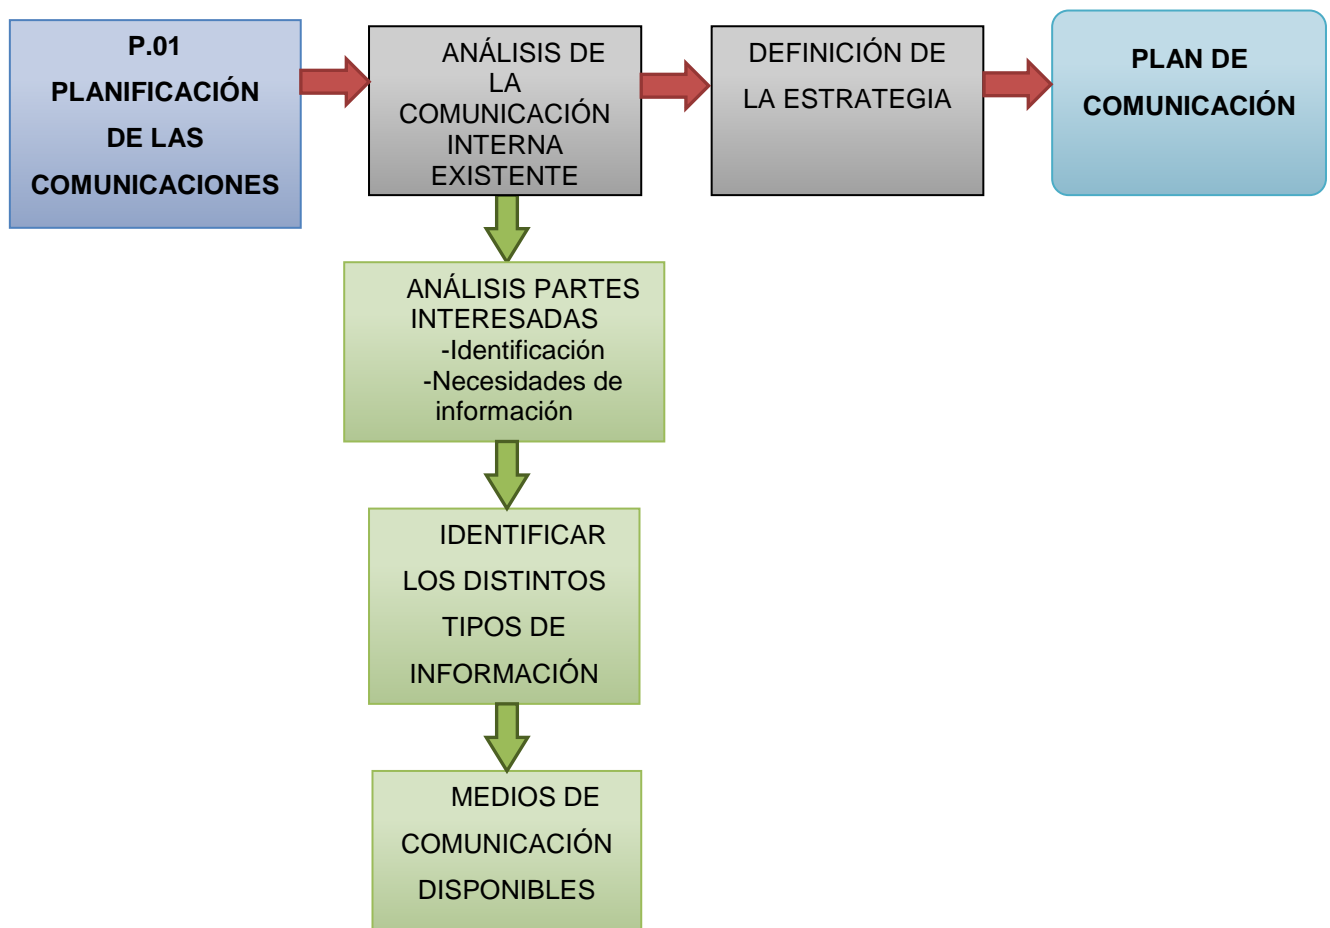 P.01
PLANIFICACIÓN
DE LAS
COMUNICACIONES
ANÁLISIS DE
LA
COMUNICACIÓN
INTERNA
EXISTENTE
DEFINICIÓN DE
LA ESTRATEGIA
PLAN DE
COMUNICACIÓN
ANÁLISIS PARTES
INTERESADAS
-Identificación
-Necesidades de
información
IDENTIFICAR
LOS DISTINTOS
TIPOS DE
INFORMACIÓN
MEDIOS DE
COMUNICACIÓN
DISPONIBLES